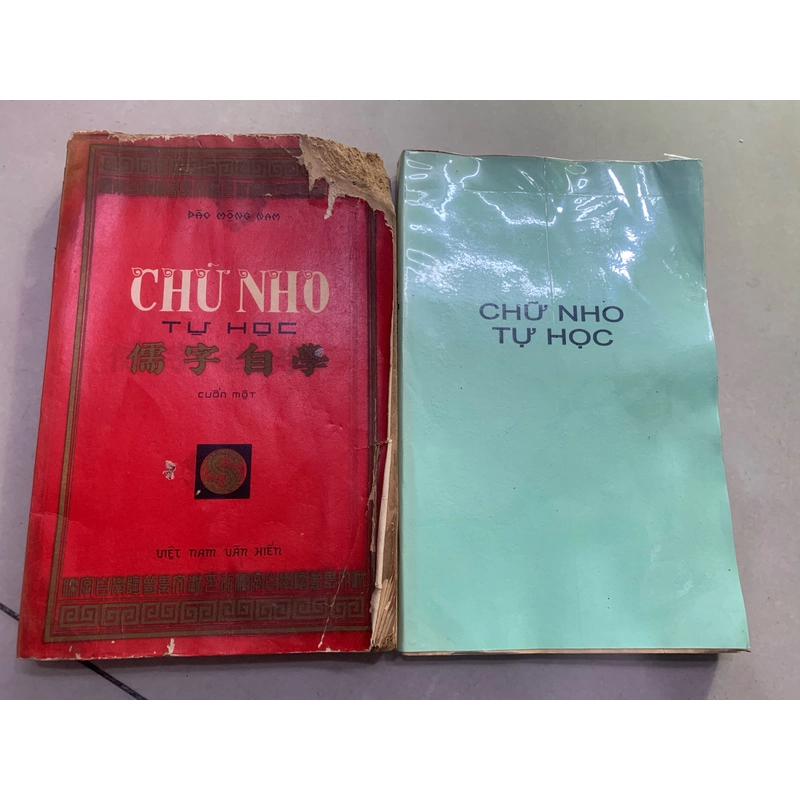 ĐÀO MỘNG NAM
CHỮ NHO
TỰ HỌC
儒字自學
CUỐN MỘT
VIỆT NAM VĂN HIẾN
CHỮ NHO
TỰ HỌC